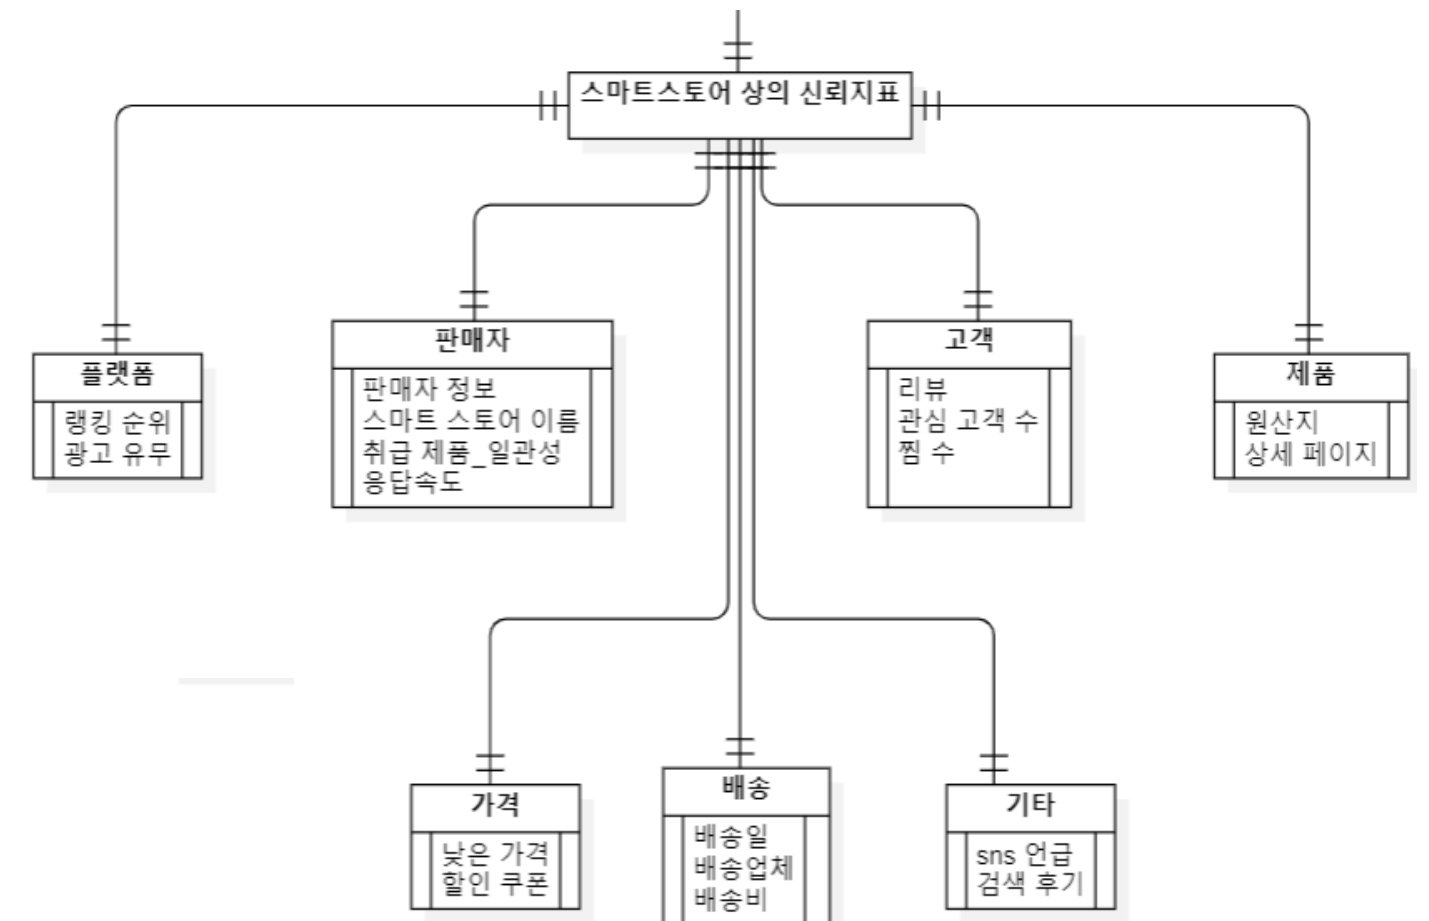 스마트스토어 상의 신뢰지표
플랫폼
랭킹 순위
광고 유무
판매자
판매자 정보
스마트 스토어 이름
취급 제품_일관성
응답속도
고객
리뷰
관심 고객 수
찜 수
제품
원산지
상세 페이지
가격
낮은 가격
할인 쿠폰
배송
배송일
배송업체
배송비
기타
sns 언급
검색 후기